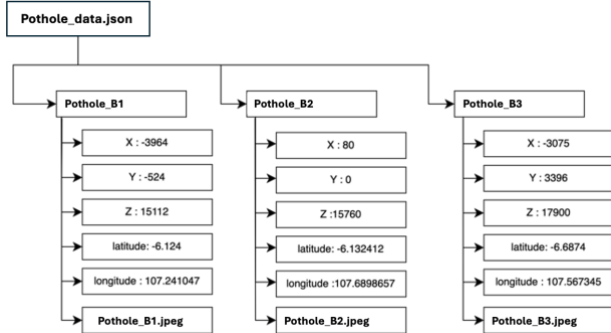 Pothole_data.json
Pothole_B1
X : -3964
Y : -524
Z : 15112
latitude: -6.124
longitude : 107.241047
Pothole_B1.jpeg
Pothole_B2
X : 80
Y : 0
Z :15760
latitude: -6.132412
longitude :107.6898657
Pothole_B2.jpeg
Pothole_B3
X : -3075
Y : 3396
Z : 17900
latitude: -6.6874
longitude : 107.567345
Pothole_B3.jpeg